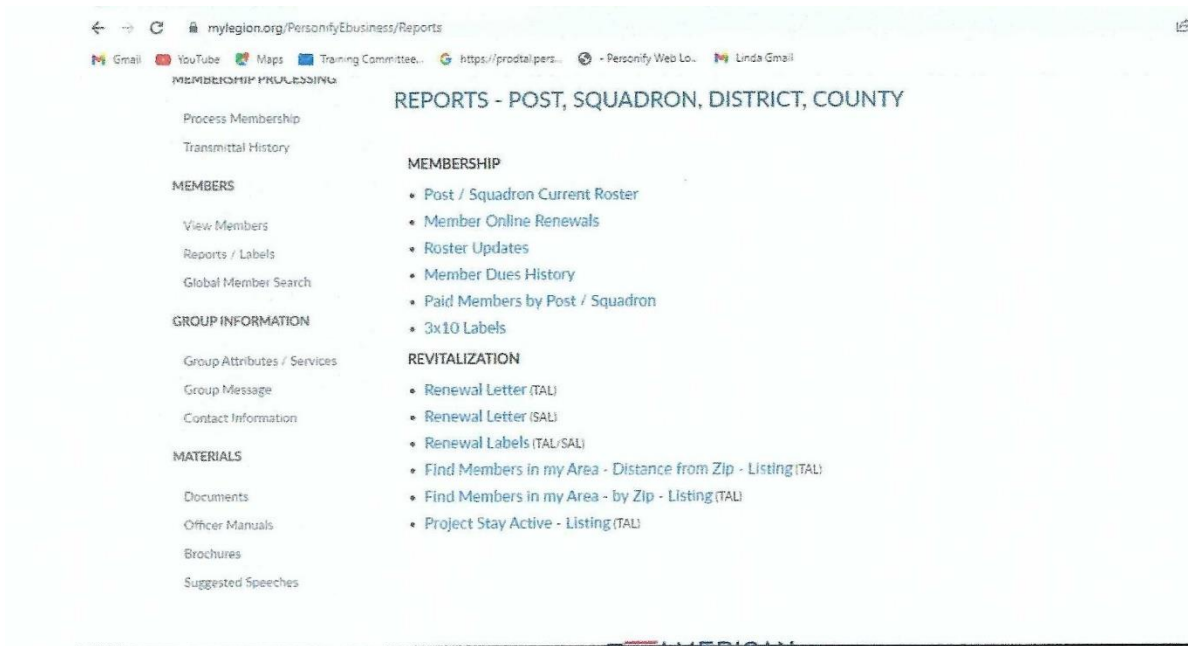 mylegion.org/PersonifyEbusiness/Reports
Gmail YouTube Maps Training Committee... https://prodtal.pers... - Personify Web Lo... Linda Gmail
MEMBERSHIP PROCESSING
Process Membership
Transmittal History
MEMBERS
View Members
Reports / Labels
Global Member Search
GROUP INFORMATION
Group Attributes / Services
Group Message
Contact Information
MATERIALS
Documents
Officer Manuals
Brochures
Suggested Speeches
REPORTS - POST, SQUADRON, DISTRICT, COUNTY
MEMBERSHIP
• Post / Squadron Current Roster
• Member Online Renewals
• Roster Updates
• Member Dues History
• Paid Members by Post / Squadron
• 3x10 Labels
REVITALIZATION
• Renewal Letter (TAL)
• Renewal Letter (SAL)
• Renewal Labels (TAL/SAL)
• Find Members in my Area - Distance from Zip - Listing (TAL)
• Find Members in my Area - by Zip - Listing (TAL)
• Project Stay Active - Listing (TAL)
AMERICAN